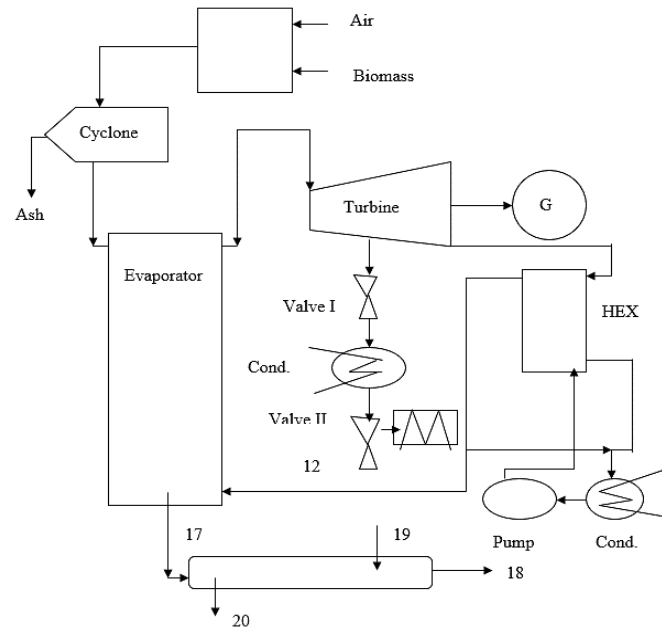 Air
Biomass
Cyclone
Ash
Turbine
G
Evaporator
Valve I
HEX
Cond.
Valve II
12
17
19
Pump
Cond.
18
20